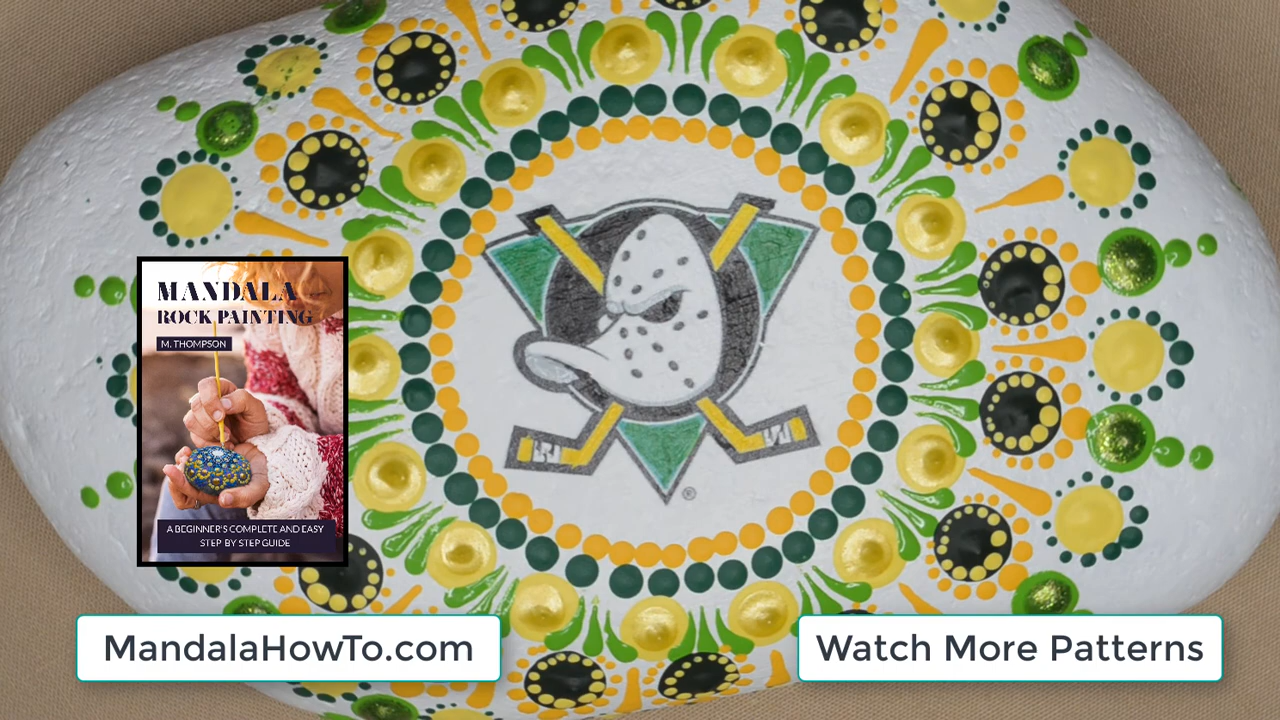 MANDALA
ROCK PAINTING
M. THOMPSON
A BEGINNER'S COMPLETE AND EASY
STEP BY STEP GUIDE
®
MandalaHowTo.com
Watch More Patterns